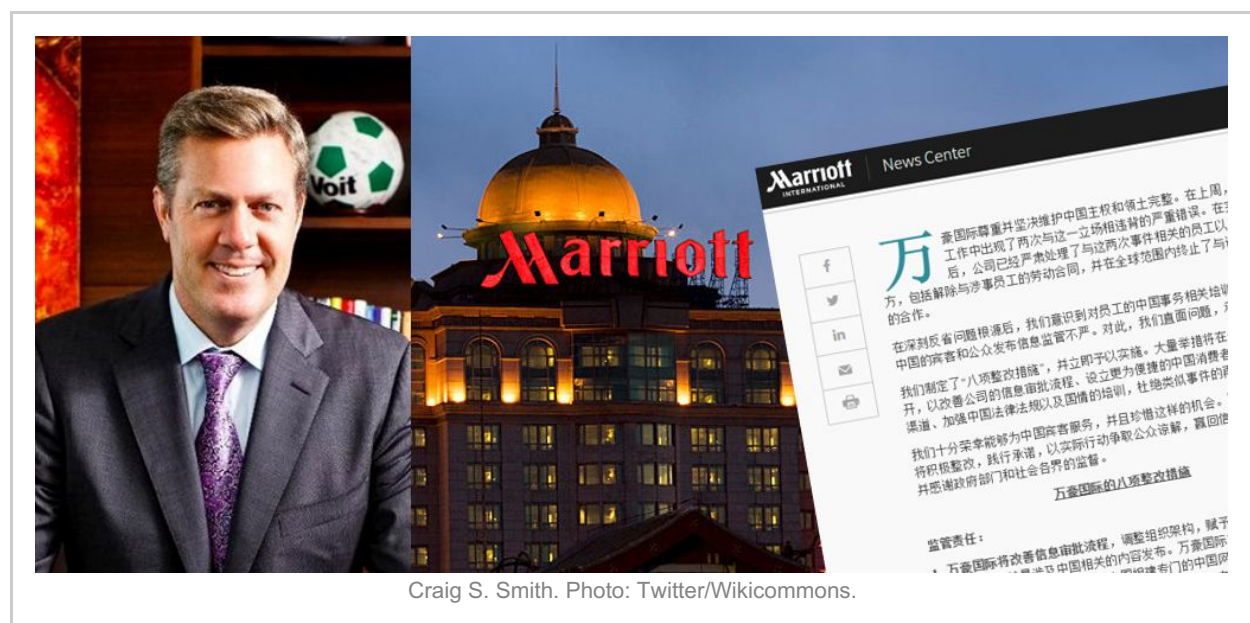 Voit
Marriott
Marriott
INTERNATIONAL
News Center
万豪国际尊重并坚决维护中国主权和领土完整。在上周，
工作中出现了两次与这一立场相违背的严重错误。在
后，公司已经严肃处理了与这两次事件相关的员工以
方，包括解除与涉事员工的劳动合同，并在全球范围内终止了与
的合作。
在深刻反省问题根源后，我们意识到对员工的中国事务相关培训
中国的宾客和公众发布信息监管不严。对此，我们直面问题，
我们制定了“八项整改措施”，并立即予以实施。大量举措将在
开，以改善公司的信息审批流程、设立更为便捷的中国消费者
渠道、加强中国法律法规以及国情的培训，杜绝类似事件的再
我们十分荣幸能够为中国宾客服务，并且珍惜这样的机会。
将积极整改，践行承诺，以实际行动争取公众谅解，赢回信
并感谢政府部门和社会各界的监督。
万豪国际的八项整改措施
监管责任：
万豪国际将改善信息审批流程，调整组织架构，赋予
涉及中国相关的内容发布。万豪国际
Craig S. Smith. Photo: Twitter/Wikicommons.